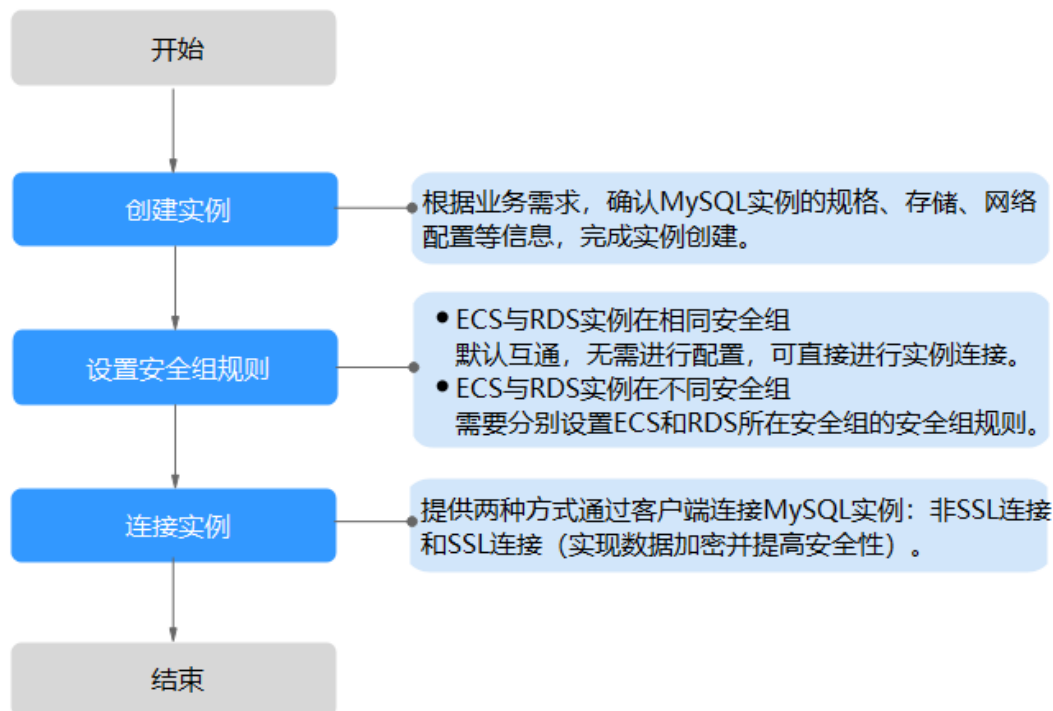 开始
创建实例
根据业务需求，确认MySQL实例的规格、存储、网络
配置等信息，完成实例创建。
设置安全组规则
●ECS与RDS实例在相同安全组
默认互通，无需进行配置，可直接进行实例连接。
●ECS与RDS实例在不同安全组
需要分别设置ECS和RDS所在安全组的安全组规则。
连接实例
提供两种方式通过客户端连接MySQL实例：非SSL连接
和SSL连接（实现数据加密并提高安全性）。
结束